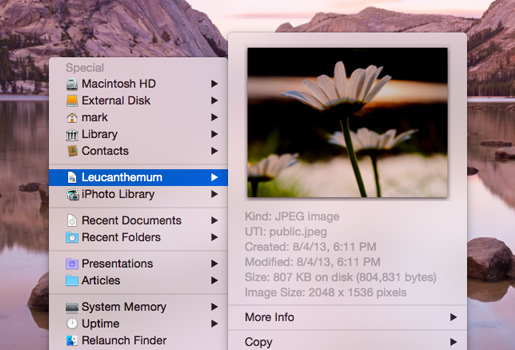 Special
Macintosh HD
External Disk
mark
Library
Contacts
Leucanthemum
iPhoto Library
Recent Documents
Recent Folders
Presentations
Articles
System Memory
Uptime
Relaunch Finder
Kind: JPEG image
UTI: public.jpeg
Created: 8/4/13, 6:11 PM
Modified: 8/4/13, 6:11 PM
Size: 807 KB on disk (804,831 bytes)
Image Size: 2048 x 1536 pixels
More Info
Copy